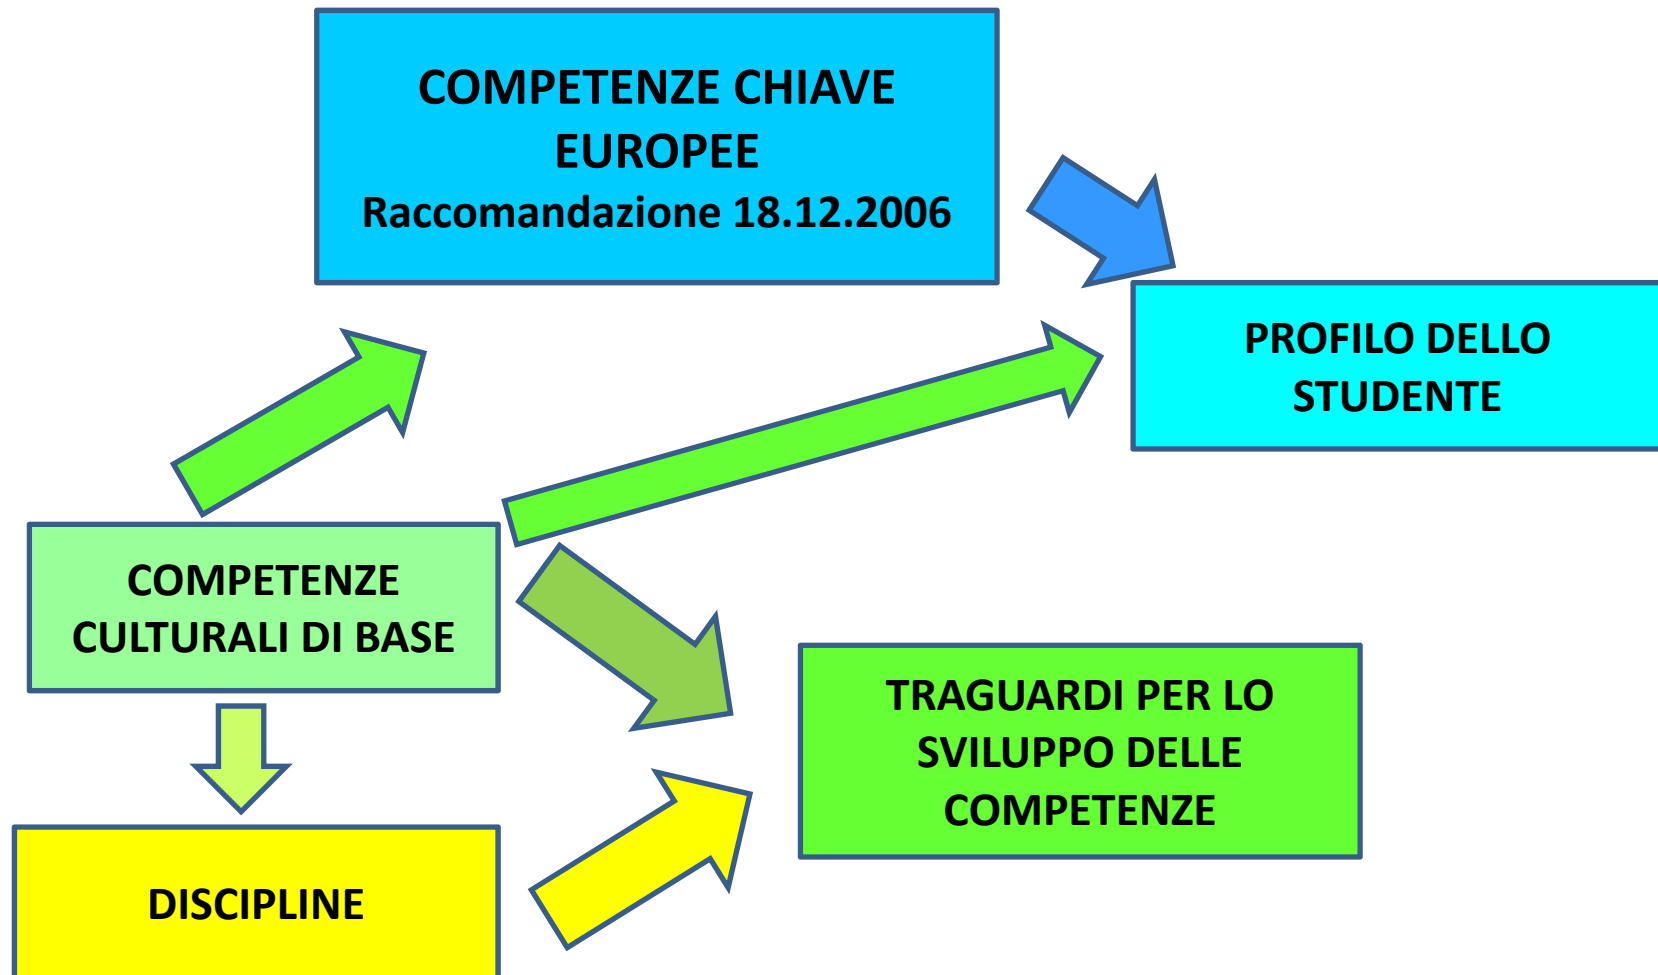 COMPETENZE CHIAVE
EUROPEE
Raccomandazione 18.12.2006
PROFILO DELLO
STUDENTE
COMPETENZE
CULTURALI DI BASE
TRAGUARDI PER LO
SVILUPPO DELLE
COMPETENZE
DISCIPLINE